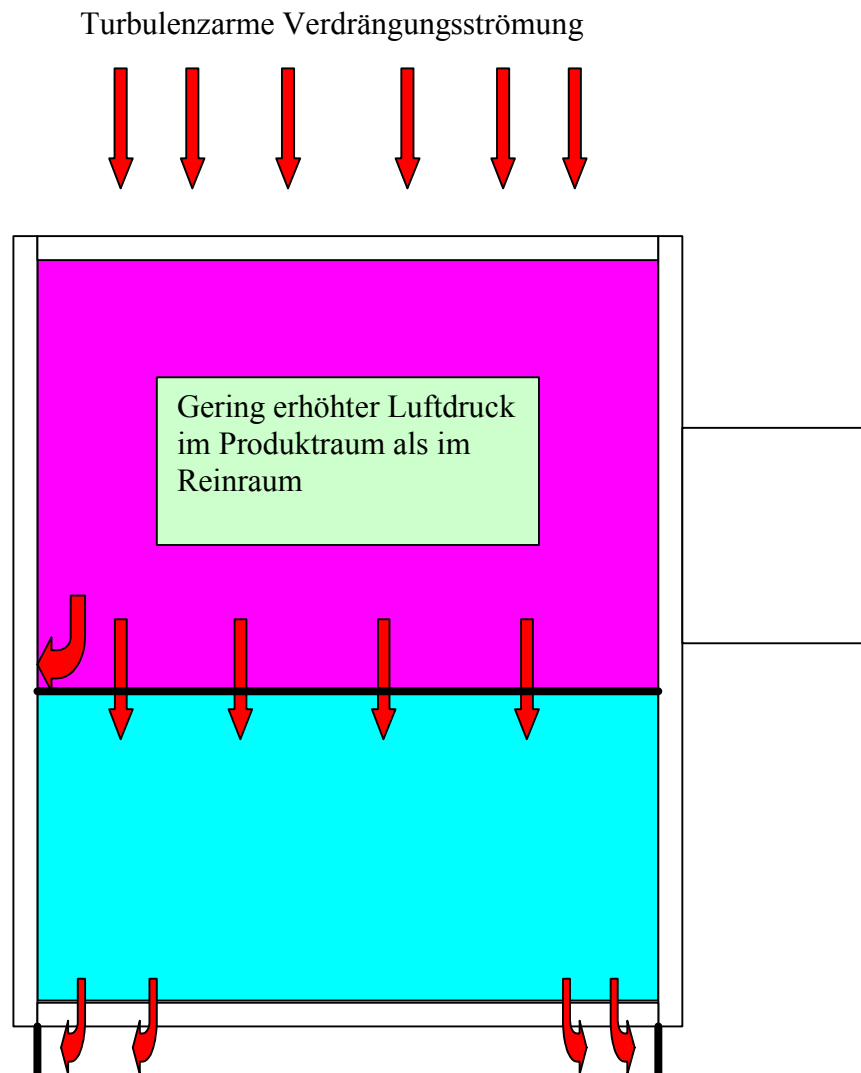 Turbulenzarme Verdrängungsströmung
Gering erhöhter Luftdruck
im Produktraum als im
Reinraum